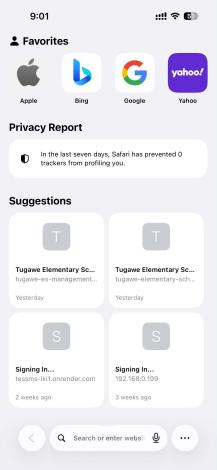 9:01
Favorites
yahoo!
Apple
Bing
Google
Yahoo
Privacy Report
In the last seven days, Safari has prevented 0
trackers from profiling you.
Suggestions
T
T
Tugawe Elementary Sc...
Tugawe Elementary Sc...
tugawe-es-management...
tugawe-elementary-sch...
Yesterday
Yesterday
S
S
Signing In...
Signing In...
tessms-lki1.onrender.com
192.168.0.199
2 weeks ago
3 weeks ago
Search or enter websi